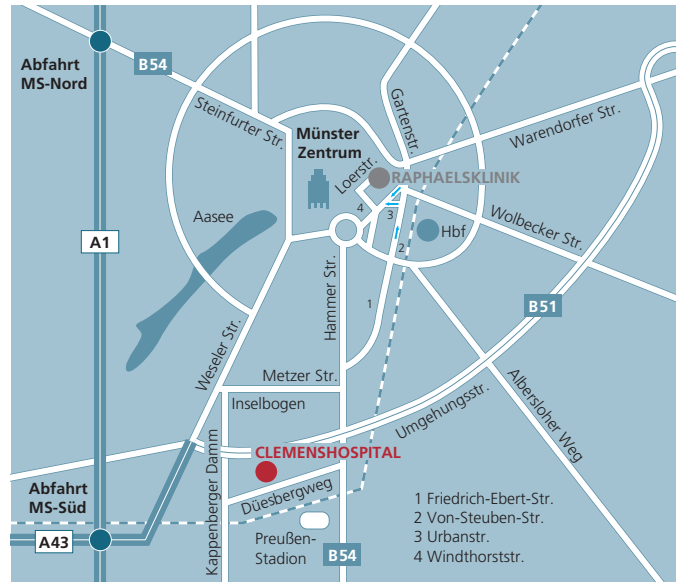 Abfahrt
MS-Nord
B54
Steinfurter Str.
Gartenstr.
Münster
Zentrum
Warendorfer Str.
Loerstr.
RAPHAELSKLINIK
Aasee
4
3
Wolbecker Str.
A1
Hbf
2
Hammer Str.
1
B51
Weseler Str.
Metzer Str.
Inselbogen
Umgehungsstr.
Albersloher Weg
CLEMENSHOSPITAL
Kappenberger Damm
Düesbergweg
Abfahrt
MS-Süd
A43
Preußen-
Stadion
B54
1 Friedrich-Ebert-Str.
2 Von-Steuben-Str.
3 Urbanstr.
4 Windthorststr.